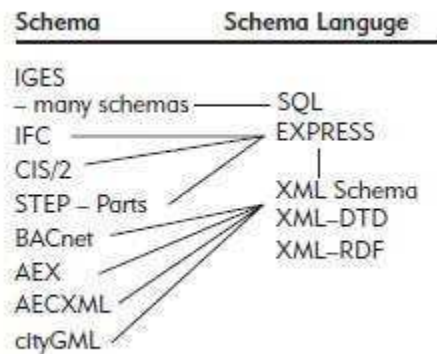 Schema Schema Languge
IGES
– many schemas SQL
IFC EXPRESS
CIS/2
STEP – Parts XML Schema
BACnet XML–DTD
AEX XML–RDF
AECXML
cityGML